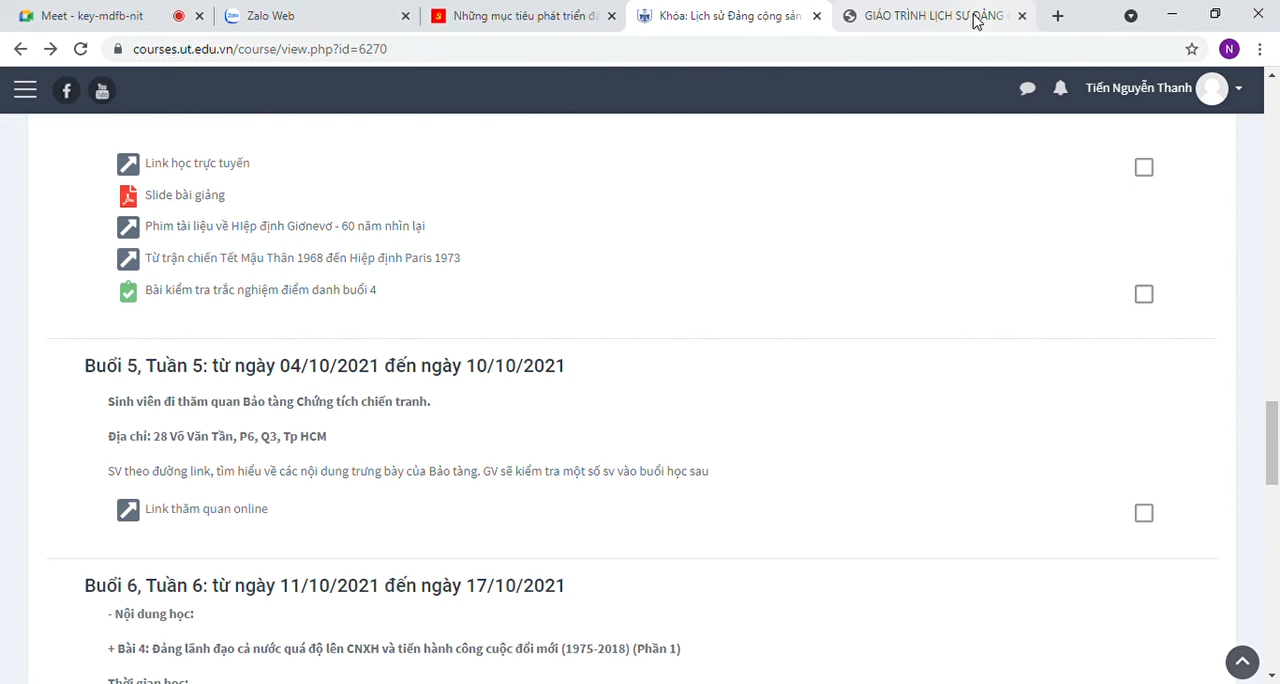 Meet - key-mdfb-nit
Zalo Web
Những mục tiêu phát triển đấ
Khóa: Lịch sử Đảng cộng sản
GIÁO TRÌNH LỊCH SỬ ĐẢNG
courses.ut.edu.vn/course/view.php?id=6270
N
Tiến Nguyễn Thanh
Link học trực tuyến
Slide bài giảng
Phim tài liệu về HIệp định Giơnevơ - 60 năm nhìn lại
Từ trận chiến Tết Mậu Thân 1968 đến Hiệp định Paris 1973
Bài kiểm tra trắc nghiệm điểm danh buổi 4
Buổi 5, Tuần 5: từ ngày 04/10/2021 đến ngày 10/10/2021
Sinh viên đi thăm quan Bảo tàng Chứng tích chiến tranh.
Địa chỉ: 28 Võ Văn Tần, P6, Q3, Tp HCM
SV theo đường link, tìm hiểu về các nội dung trưng bày của Bảo tàng. GV sẽ kiểm tra một số sv vào buổi học sau
Link thăm quan online
Buổi 6, Tuần 6: từ ngày 11/10/2021 đến ngày 17/10/2021
- Nội dung học:
+ Bài 4: Đảng lãnh đạo cả nước quá độ lên CNXH và tiến hành công cuộc đổi mới (1975-2018) (Phần 1)
Thời gian học: